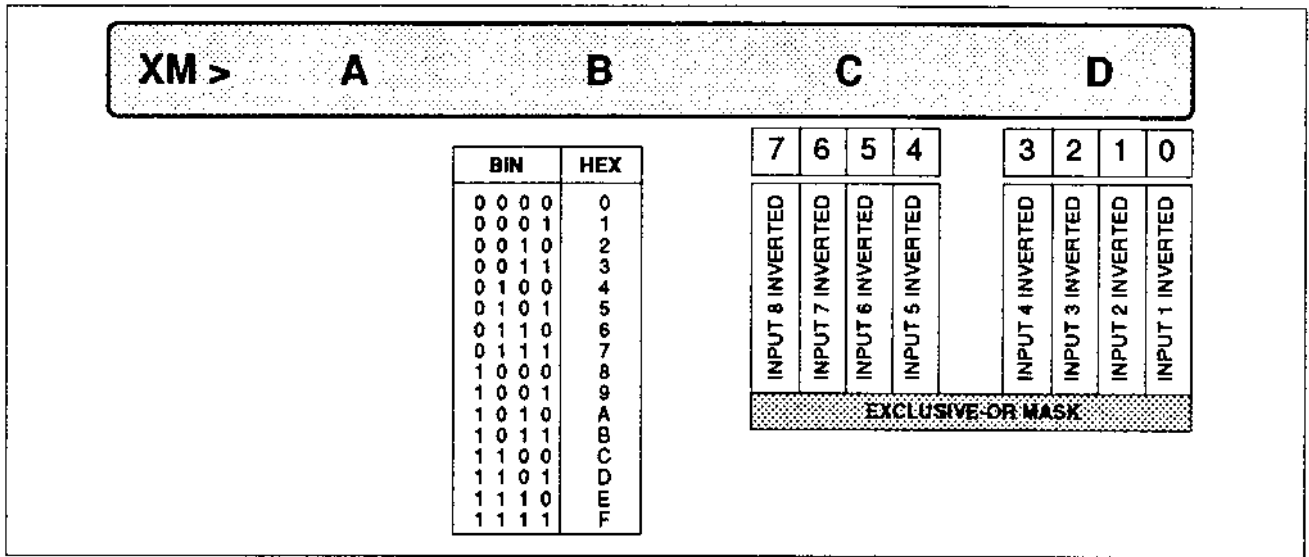 XM > A B C D
7 6 5 4 3 2 1 0
INPUT 8 INVERTED
INPUT 7 INVERTED
INPUT 6 INVERTED
INPUT 5 INVERTED
INPUT 4 INVERTED
INPUT 3 INVERTED
INPUT 2 INVERTED
INPUT 1 INVERTED
EXCLUSIVE-OR MASK
BIN HEX
0 0 0 0 0
0 0 0 1 1
0 0 1 0 2
0 0 1 1 3
0 1 0 0 4
0 1 0 1 5
0 1 1 0 6
0 1 1 1 7
1 0 0 0 8
1 0 0 1 9
1 0 1 0 A
1 0 1 1 B
1 1 0 0 C
1 1 0 1 D
1 1 1 0 E
1 1 1 1 F